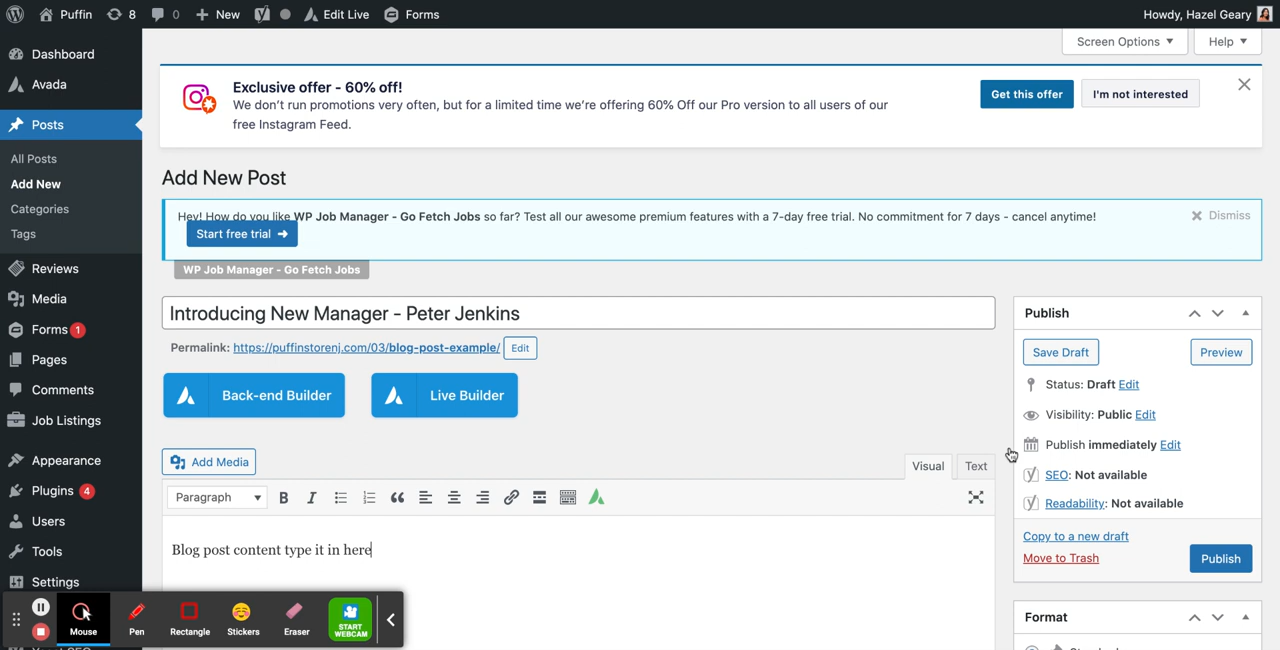 Puffin 8 0 + New Edit Live Forms Howdy, Hazel Geary
Screen Options Help
Dashboard
Avada
Posts
All Posts
Add New
Categories
Tags
Reviews
Media
Forms 1
Pages
Comments
Job Listings
Appearance
Plugins 4
Users
Tools
Settings
Exclusive offer - 60% off!
We don't run promotions very often, but for a limited time we're offering 60% Off our Pro version to all users of our
free Instagram Feed.
Get this offer I'm not interested
Add New Post
Hey! How do you like WP Job Manager - Go Fetch Jobs so far? Test all our awesome premium features with a 7-day free trial. No commitment for 7 days - cancel anytime! Dismiss
Start free trial →
WP Job Manager - Go Fetch Jobs
Introducing New Manager - Peter Jenkins
Permalink: https://puffinstorenj.com/03/blog-post-example/ Edit
Back-end Builder Live Builder
Add Media
Visual Text
Paragraph B I
Blog post content type it in here
Publish
Save Draft Preview
Status: Draft Edit
Visibility: Public Edit
Publish immediately Edit
SEO: Not available
Readability: Not available
Copy to a new draft
Move to Trash Publish
Format
Mouse Pen Rectangle Stickers Eraser START
WEBCAM